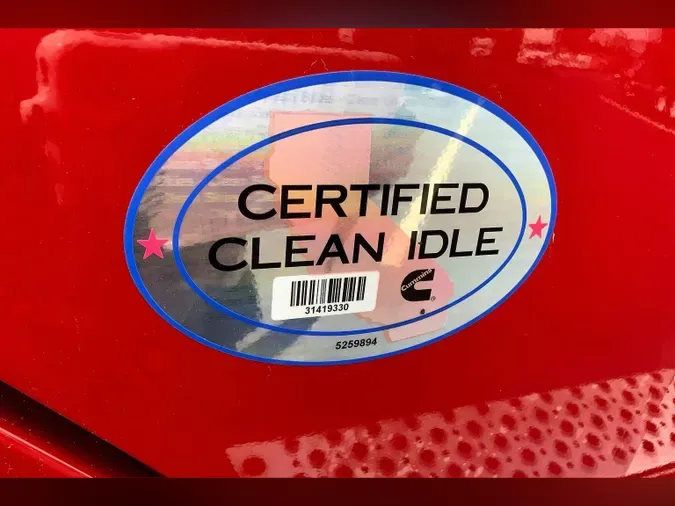 CERTIFIED
CLEAN IDLE
31419330
Cummins
5259894